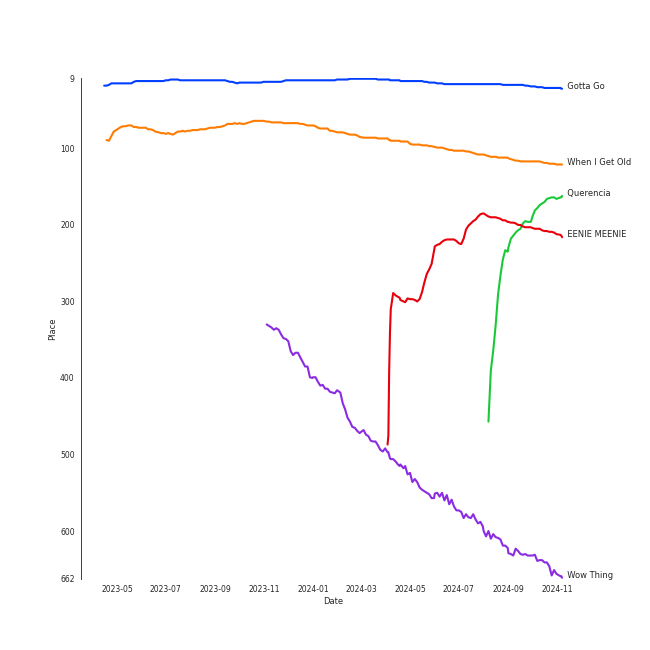 9
Gotta Go
100
When I Get Old
Querencia
200
EENIE MEENIE
300
Place
400
500
600
662
Wow Thing
2023-05 2023-07 2023-09 2023-11 2024-01 2024-03 2024-05 2024-07 2024-09 2024-11
Date